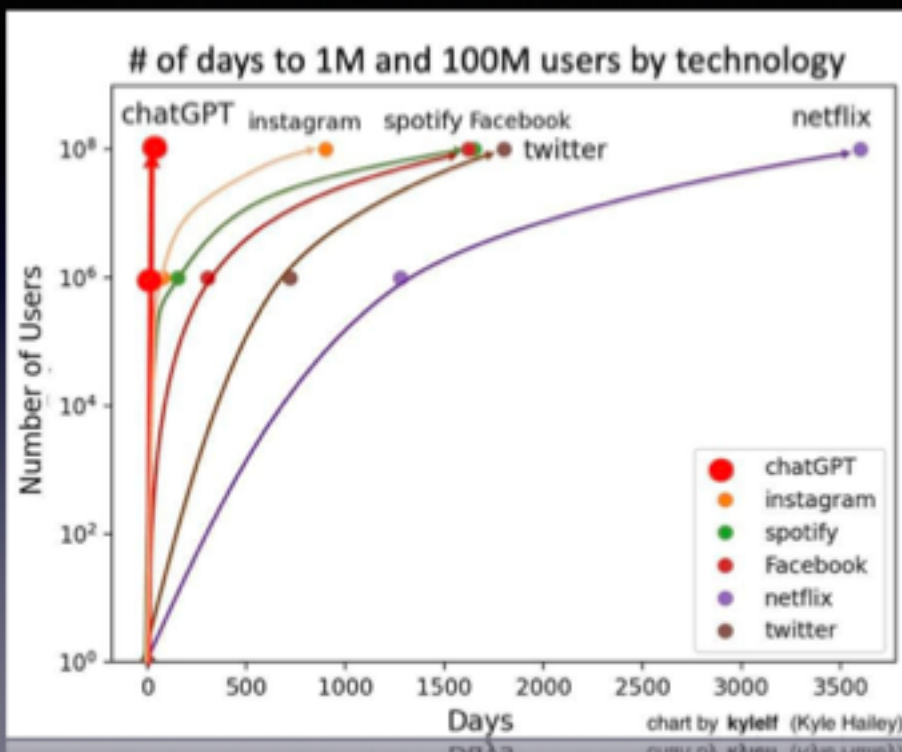 # of days to 1M and 100M users by technology
chatGPT instagram spotify Facebook netflix
twitter
10⁸
10⁶
10⁴
10²
10⁰
Number of Users
0 500 1000 1500 2000 2500 3000 3500
Days
chatGPT
instagram
spotify
Facebook
netflix
twitter
chart by kylelf (Kyle Hailey)